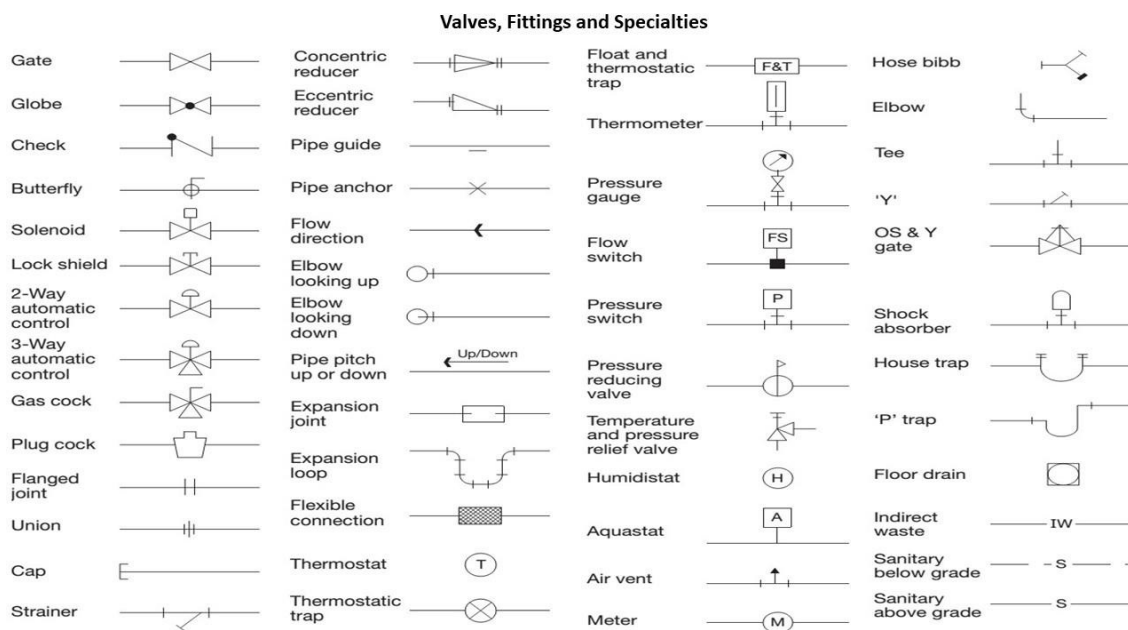 Valves, Fittings and Specialties
Gate
Globe
Check
Butterfly
Solenoid
Lock shield
2-Way
automatic
control
3-Way
automatic
control
Gas cock
Plug cock
Flanged
joint
Union
Cap
Strainer
Concentric
reducer
Eccentric
reducer
Pipe guide
Pipe anchor
Flow
direction
Elbow
looking up
Elbow
looking
down
Pipe pitch
up or down
Up/Down
Expansion
joint
Expansion
loop
Flexible
connection
Thermostat
T
Thermostatic
trap
Float and
thermostatic
trap
F&T
Thermometer
Pressure
gauge
Flow
switch
FS
Pressure
switch
P
Pressure
reducing
valve
Temperature
and pressure
relief valve
Humidistat
H
Aquastat
A
Air vent
Meter
M
Hose bibb
Elbow
Tee
'Y'
OS & Y
gate
Shock
absorber
House trap
‘P’ trap
Floor drain
Indirect
waste
IW
Sanitary
below grade
S
Sanitary
above grade
S